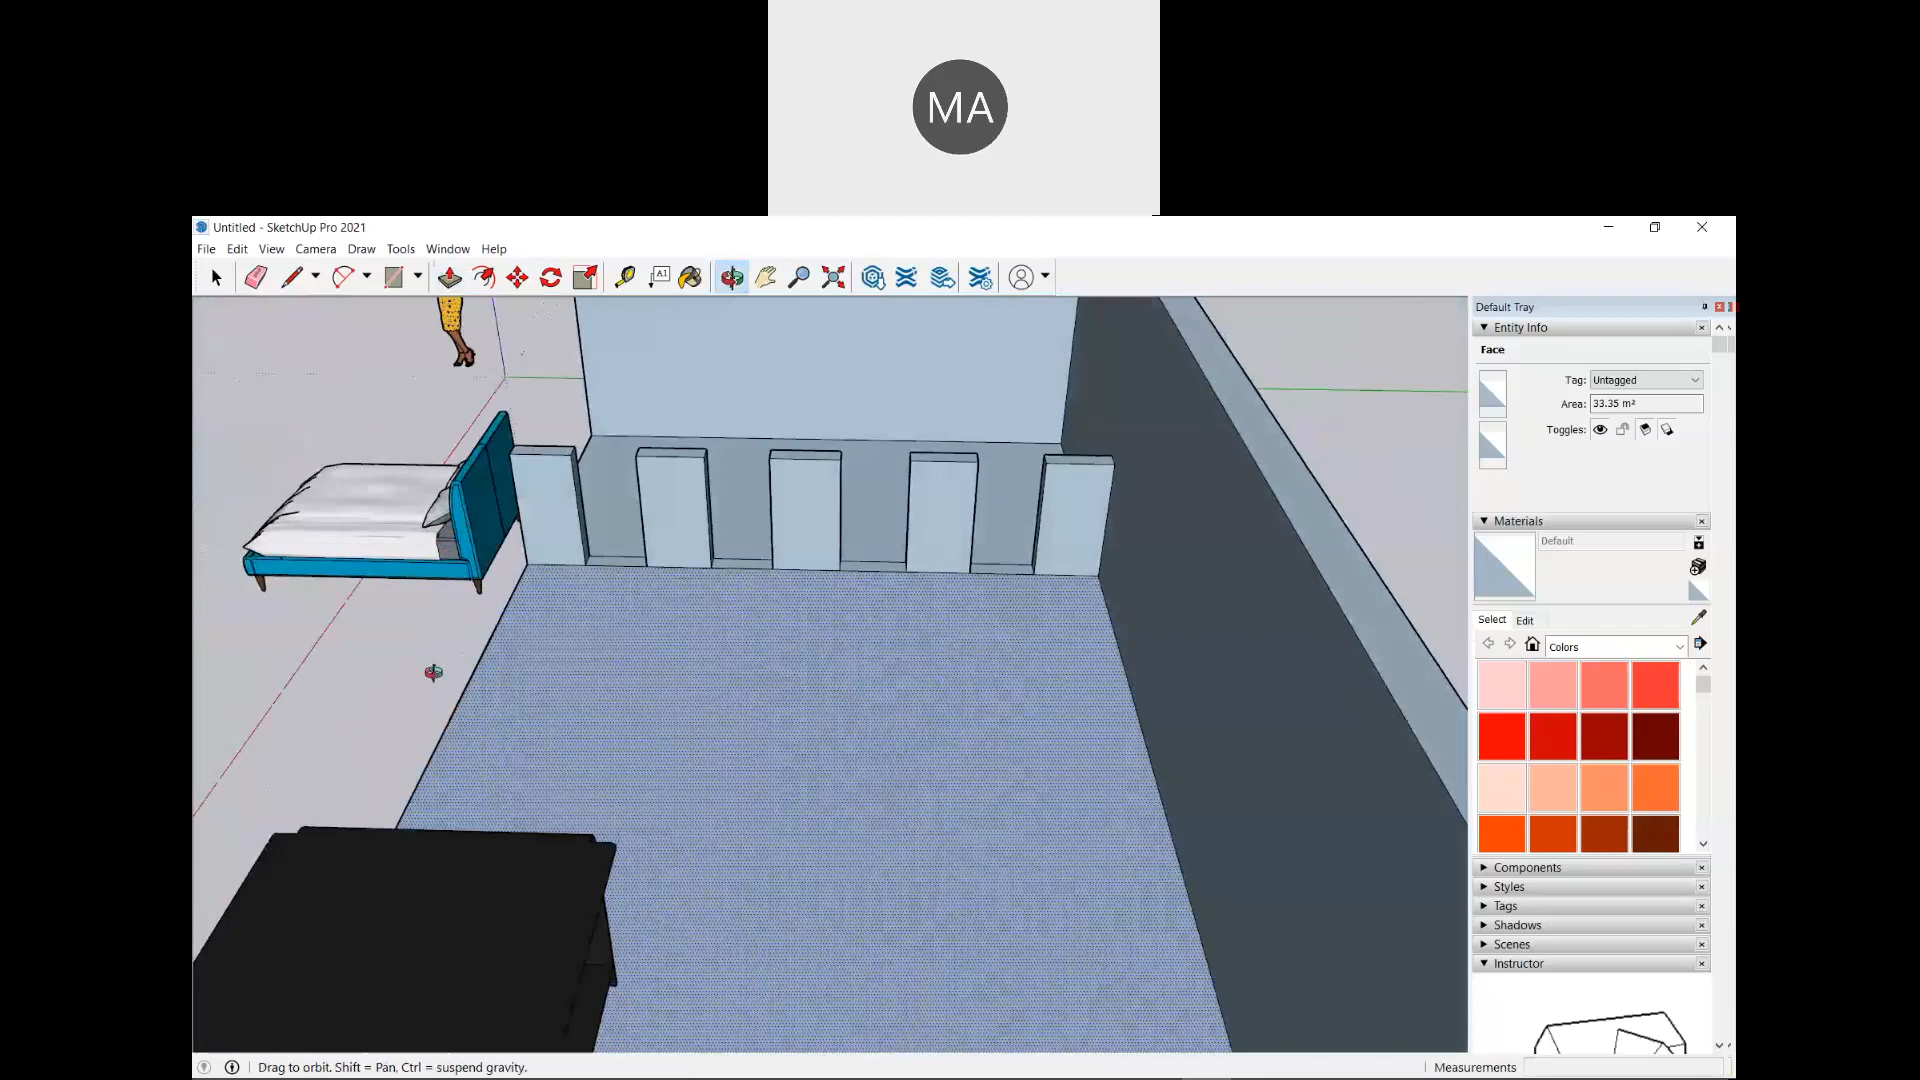 MA
Untitled - SketchUp Pro 2021
File Edit View Camera Draw Tools Window Help
A1
Default Tray
Entity Info
Face
Tag: Untagged
Area: 33.35 m²
Toggles:
Materials
Default
Select Edit
Colors
Components
Styles
Tags
Shadows
Scenes
Instructor
Drag to orbit. Shift = Pan, Ctrl = suspend gravity.
Measurements